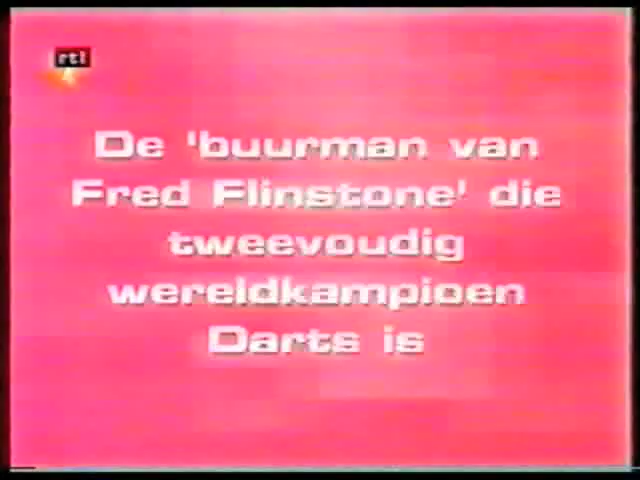 rtl
De 'buurman van
Fred Flinstone' die
tweevoudig
wereldkampioen
Darts is